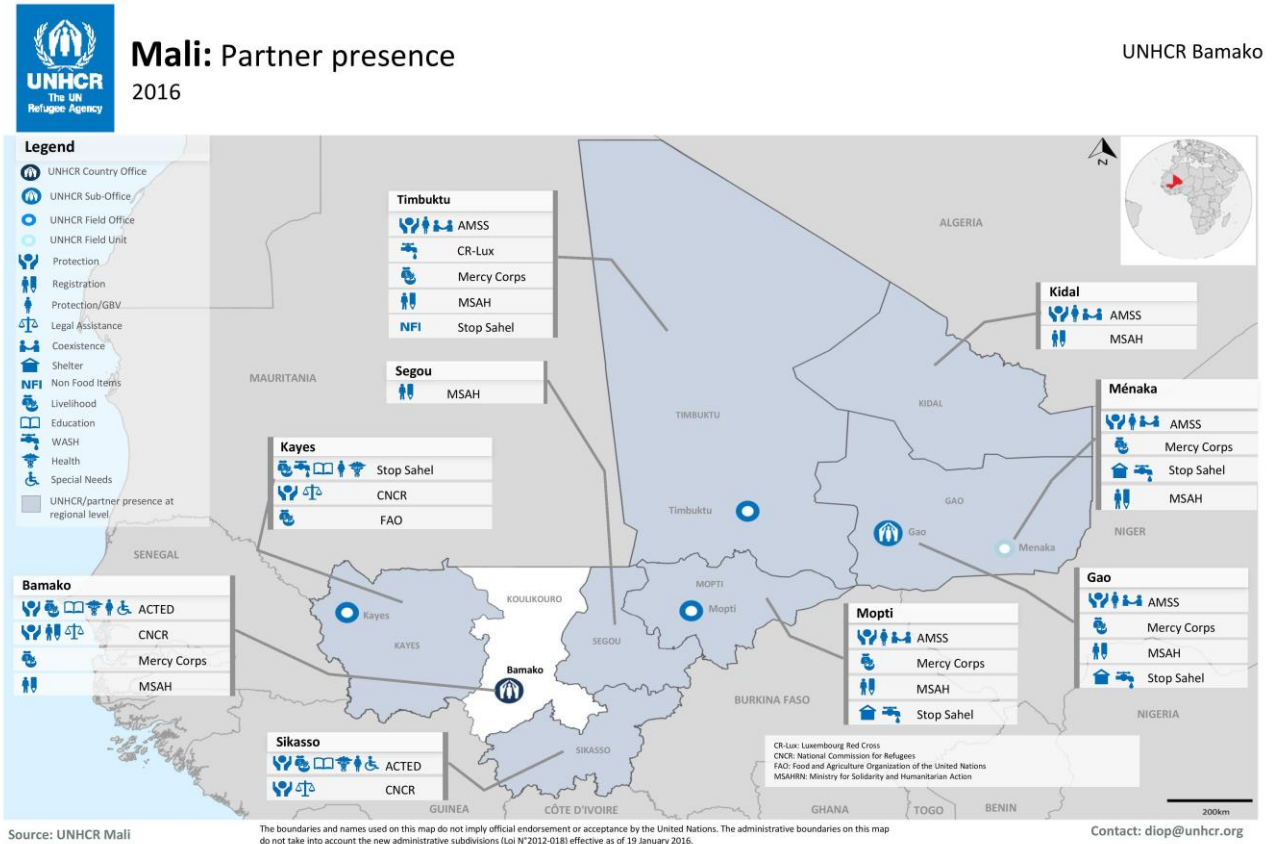 UNHCR
The UN
Refugee Agency
Mali: Partner presence
2016
UNHCR Bamako
Legend
UNHCR Country Office
UNHCR Sub-Office
UNHCR Field Office
UNHCR Field Unit
Protection
Registration
Protection/GBV
Legal Assistance
Coexistence
Shelter
NFI Non Food Items
Livelihood
Education
WASH
Health
Special Needs
UNHCR/partner presence at
regional level
Timbuktu
AMSS
CR-Lux
Mercy Corps
MSAH
NFI Stop Sahel
Segou
MSAH
Kayes
Stop Sahel
CNCR
FAO
Bamako
ACTED
CNCR
Mercy Corps
MSAH
Sikasso
ACTED
CNCR
Kidal
AMSS
MSAH
Ménaka
AMSS
Mercy Corps
Stop Sahel
MSAH
Gao
AMSS
Mercy Corps
MSAH
Stop Sahel
Mopti
AMSS
Mercy Corps
MSAH
Stop Sahel
N
ALGERIA
MAURITANIA
TIMBUKTU
KIDAL
GAO
Timbuktu
Gao
Menaka
NIGER
SENEGAL
KOULIKOURO
MOPTI
Mopti
Kayes
KAYES
SEGOU
Bamako
BURKINA FASO
NIGERIA
SIKASSO
GUINEA
CÔTE D'IVOIRE
GHANA
TOGO
BENIN
CR-Lux: Luxembourg Red Cross
CNCR: National Commission for Refugees
FAO: Food and Agriculture Organization of the United Nations
MSAHRN: Ministry for Solidarity and Humanitarian Action
200km
Source: UNHCR Mali
The boundaries and names used on this map do not imply official endorsement or acceptance by the United Nations. The administrative boundaries on this map
do not take into account the new administrative subdivisions (Loi N°2012-018) effective as of 19 January 2016.
Contact: diop@unhcr.org